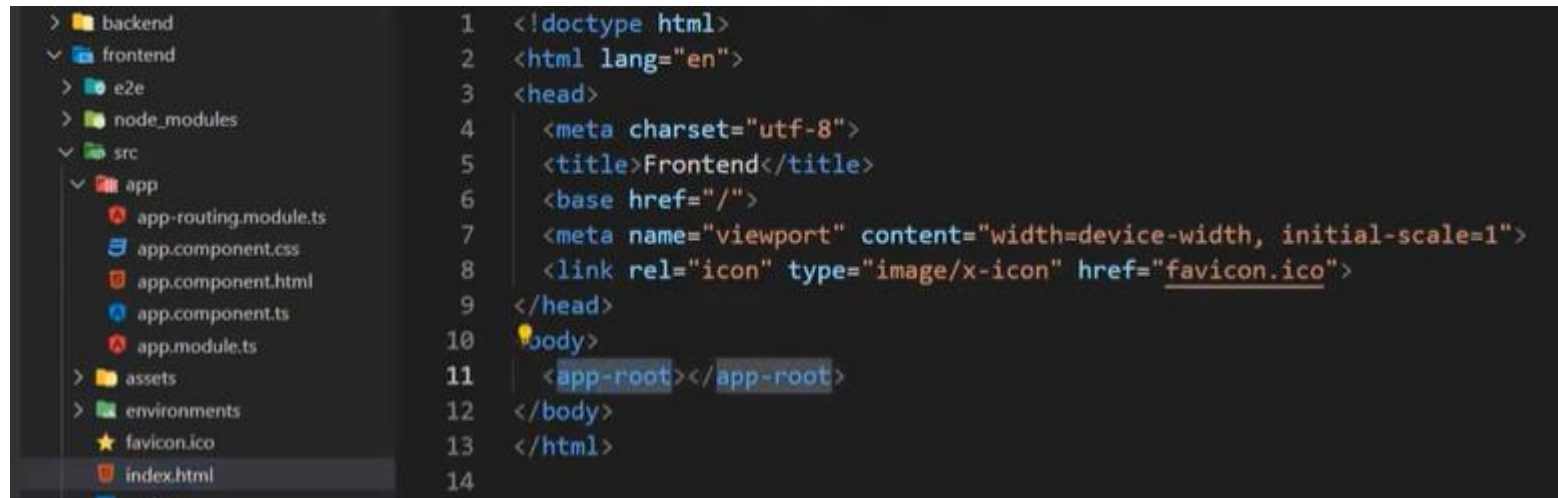 backend
frontend
e2e
node_modules
src
app
app-routing.module.ts
app.component.css
app.component.html
app.component.ts
app.module.ts
assets
environments
favicon.ico
index.html
1 <!doctype html>
2 <html lang="en">
3 <head>
4 <meta charset="utf-8">
5 <title>Frontend</title>
6 <base href="/">
7 <meta name="viewport" content="width=device-width, initial-scale=1">
8 <link rel="icon" type="image/x-icon" href="favicon.ico">
9 </head>
10 body>
11 <app-root></app-root>
12 </body>
13 </html>
14